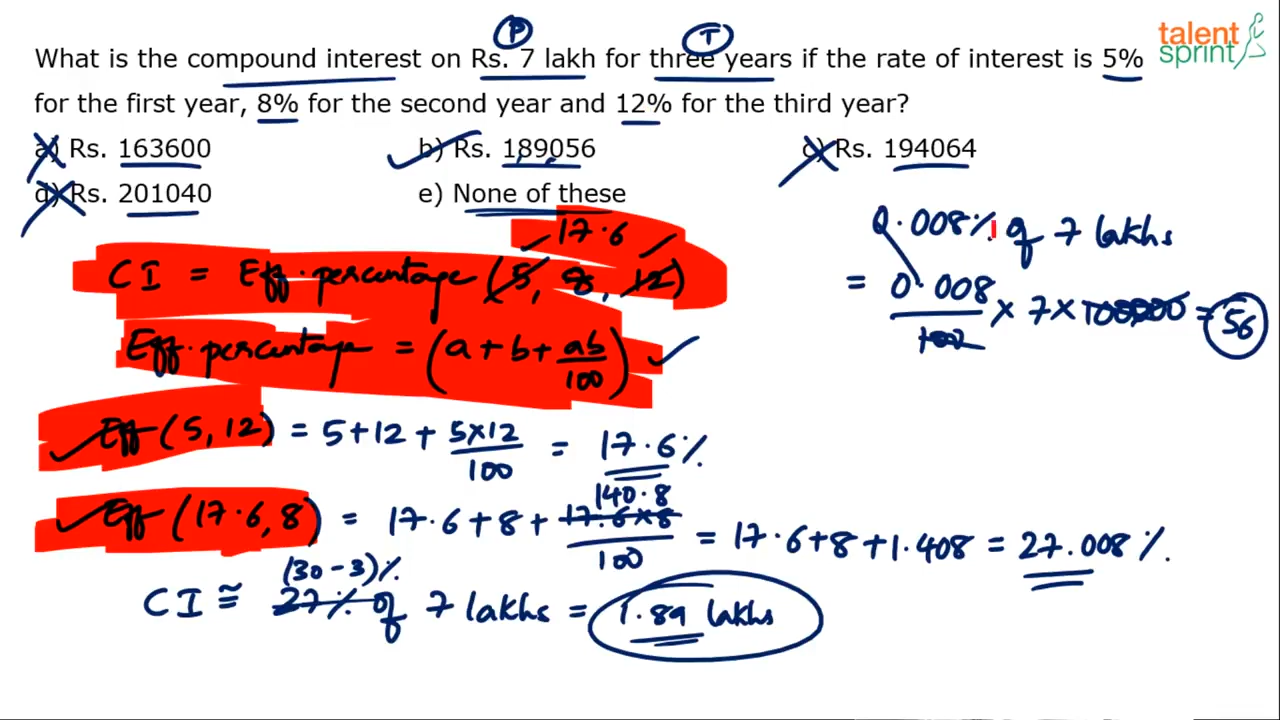 talent
sprint
P T
What is the compound interest on Rs. 7 lakh for three years if the rate of interest is 5%
for the first year, 8% for the second year and 12% for the third year?
a) Rs. 163600 b) Rs. 189056 c) Rs. 194064
d) Rs. 201040 e) None of these
17.6
CI = Eff. percentage (5, 8, 12)
Eff. percentage = (a + b + ab/100)
Eff (5, 12) = 5+12 + 5×12/100 = 17.6%
140.8
Eff (17.6, 8) = 17.6+8+ 17.6×8/100 = 17.6+8+1.408 = 27.008%.
(30-3)%
CI ≅ 27% of 7 lakhs = 1.89 lakhs
0.008% of 7 lakhs
= 0.008/100 × 7 × 100000 = 56